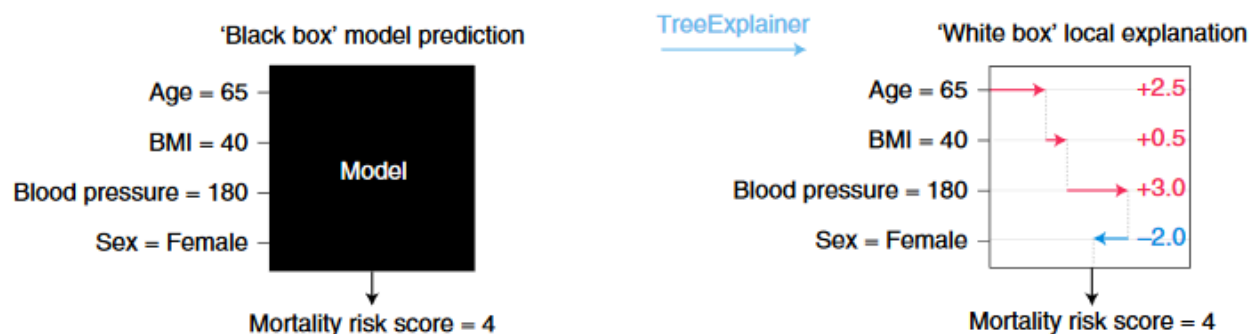 'Black box' model prediction
Age = 65
BMI = 40
Blood pressure = 180
Sex = Female
Model
Mortality risk score = 4
TreeExplainer
'White box' local explanation
Age = 65 +2.5
BMI = 40 +0.5
Blood pressure = 180 +3.0
Sex = Female –2.0
Mortality risk score = 4